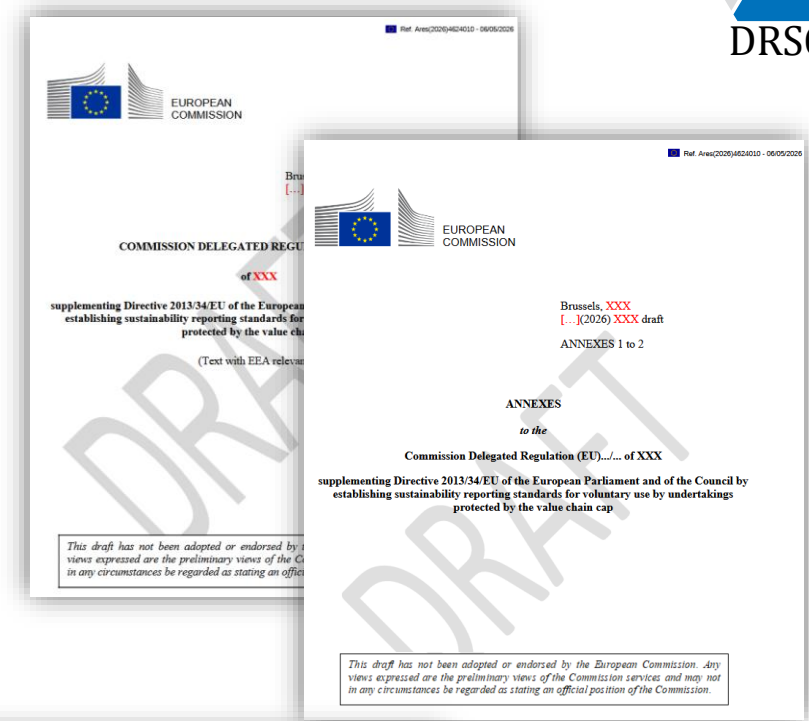 DRSC
Ref. Ares(2026)4624010 - 06/05/2026
EUROPEAN
COMMISSION
[…]
COMMISSION DELEGATED
of XXX
supplementing Directive 2013/34/EU of the European
establishing sustainability reporting standards for
protected by the value
(Text with EEA
This draft has not been adopted or endorsed by
views expressed are the preliminary views of the
in any circumstances be regarded as stating an
DRAFT
Ref. Ares(2026)4624010 - 06/05/2026
EUROPEAN
COMMISSION
Brussels, XXX
[…](2026) XXX draft
ANNEXES 1 to 2
ANNEXES
to the
Commission Delegated Regulation (EU).../... of XXX
supplementing Directive 2013/34/EU of the European Parliament and of the Council by
establishing sustainability reporting standards for voluntary use by undertakings
protected by the value chain cap
This draft has not been adopted or endorsed by the European Commission. Any
views expressed are the preliminary views of the Commission services and may not
in any circumstances be regarded as stating an official position of the Commission.
DRAFT